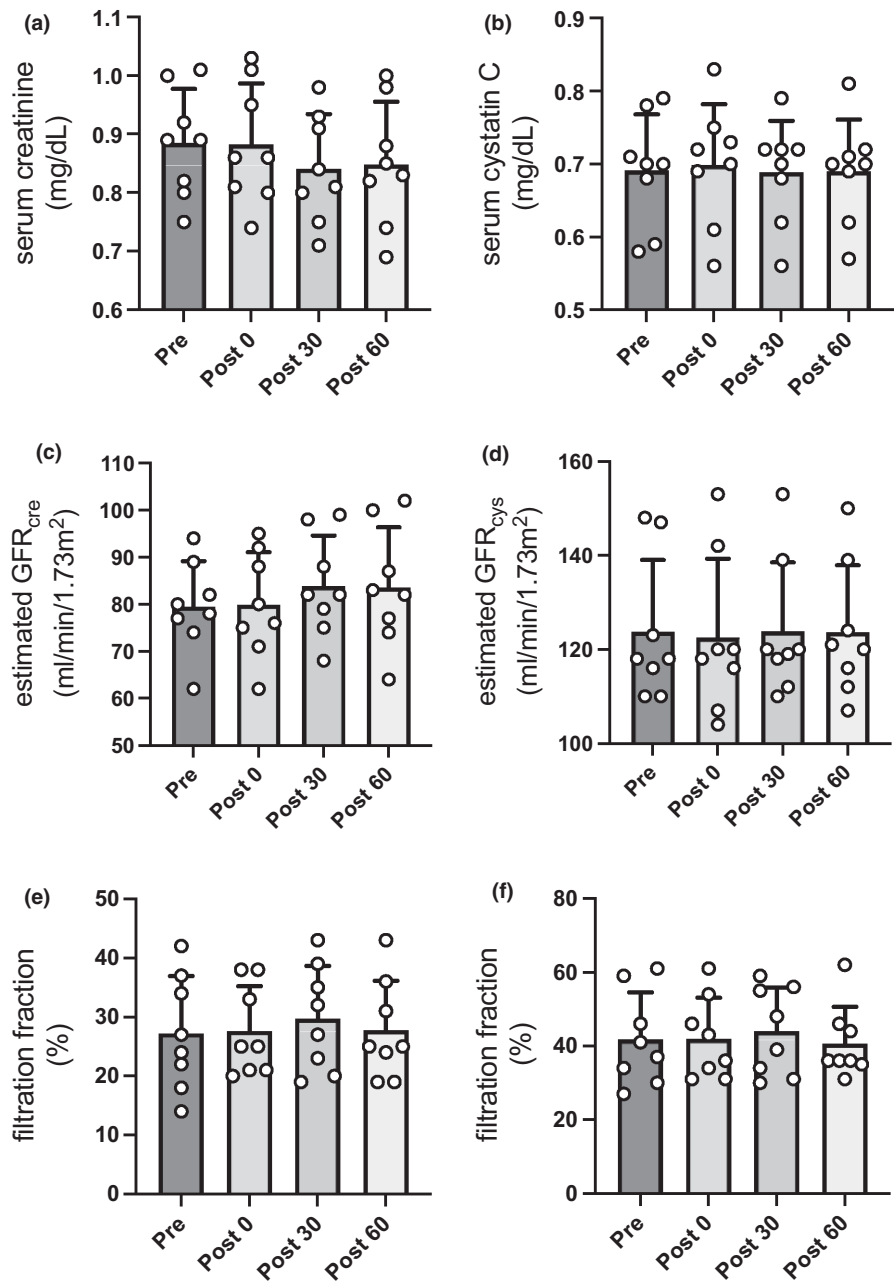 (a)
serum creatinine
(mg/dL)
1.1
1.0
0.9
0.8
0.7
0.6
Pre
Post 0
Post 30
Post 60
(b)
serum cystatin C
(mg/dL)
0.9
0.8
0.7
0.6
0.5
Pre
Post 0
Post 30
Post 60
(c)
estimated GFRcre
(ml/min/1.73m²)
110
100
90
80
70
60
50
Pre
Post 0
Post 30
Post 60
(d)
estimated GFRcys
(ml/min/1.73m²)
160
140
120
100
Pre
Post 0
Post 30
Post 60
(e)
filtration fraction
(%)
50
40
30
20
10
0
Pre
Post 0
Post 30
Post 60
(f)
filtration fraction
(%)
80
60
40
20
0
Pre
Post 0
Post 30
Post 60